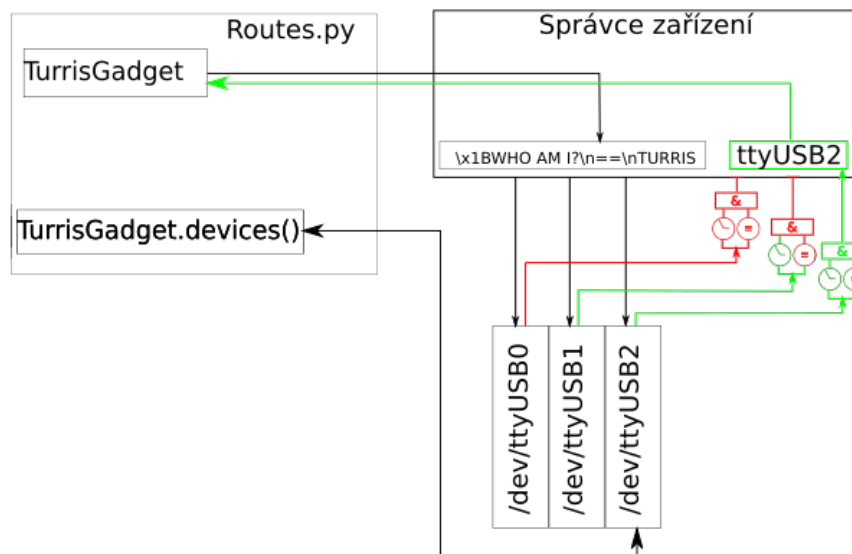 Routes.py
Správce zařízení
TurrisGadget
\x1BWHO AM I?\n==\nTURRIS
ttyUSB2
&
=
&
=
&
=
TurrisGadget.devices()
/dev/ttyUSB0
/dev/ttyUSB1
/dev/ttyUSB2